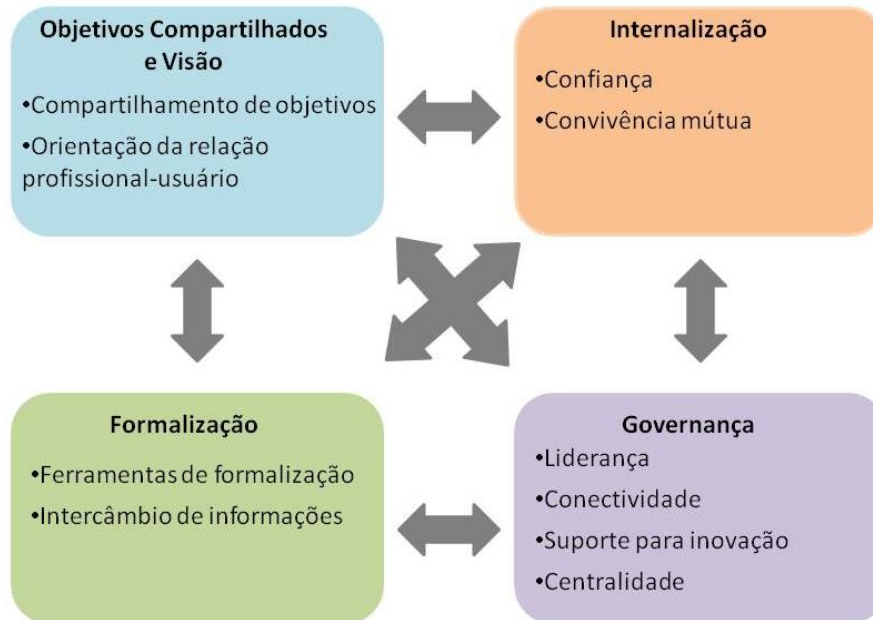 Objetivos Compartilhados
e Visão
•Compartilhamento de objetivos
•Orientação da relação
profissional-usuário
Internalização
•Confiança
•Convivência mútua
Formalização
•Ferramentas de formalização
•Intercâmbio de informações
Governança
•Liderança
•Conectividade
•Suporte para inovação
•Centralidade